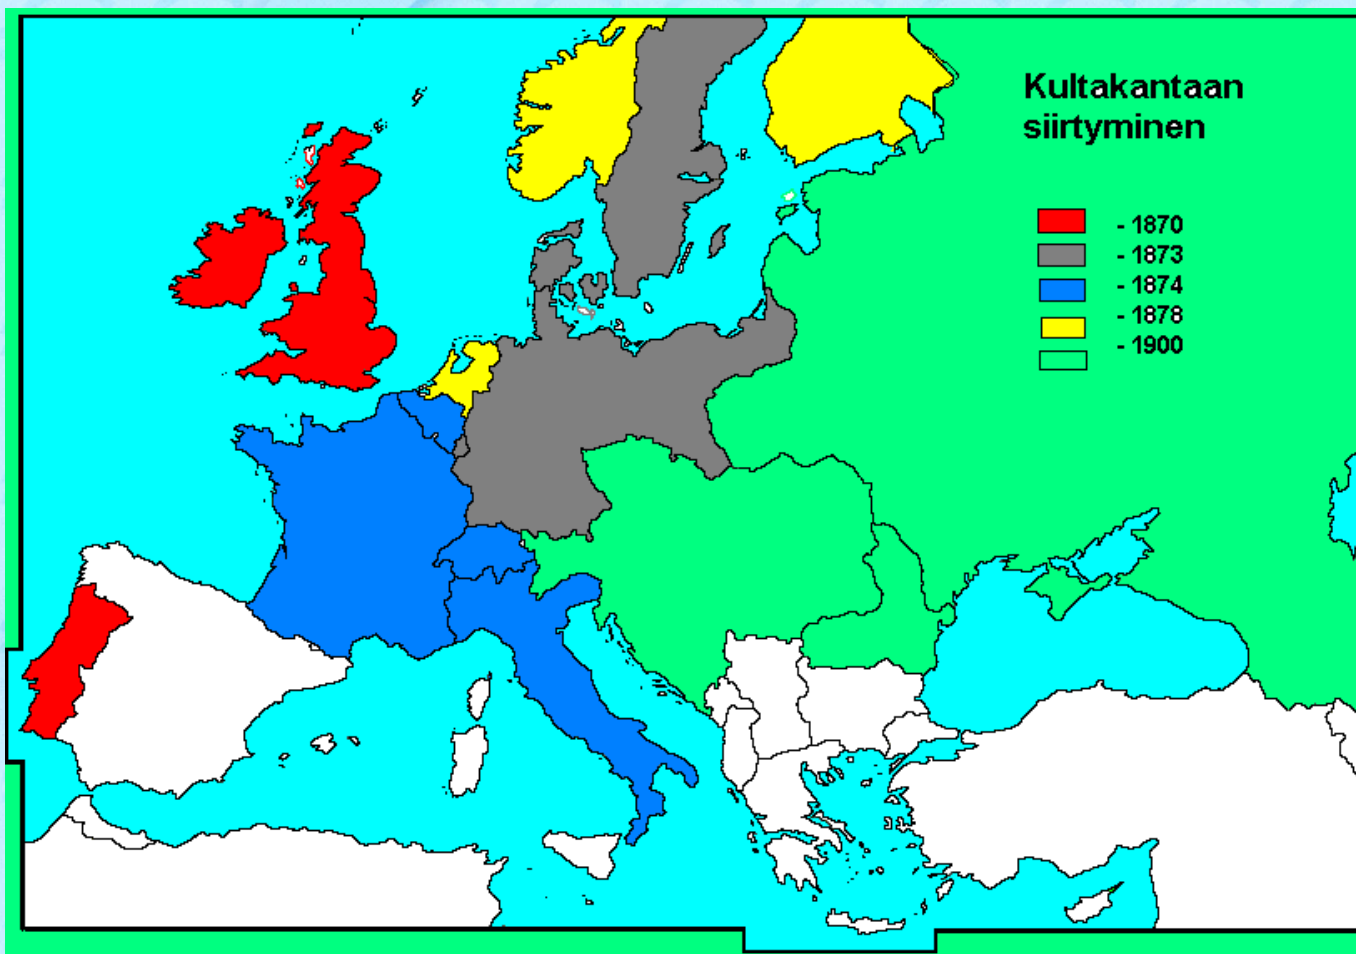 Kultakantaan
siirtyminen
- 1870
- 1873
- 1874
- 1878
- 1900